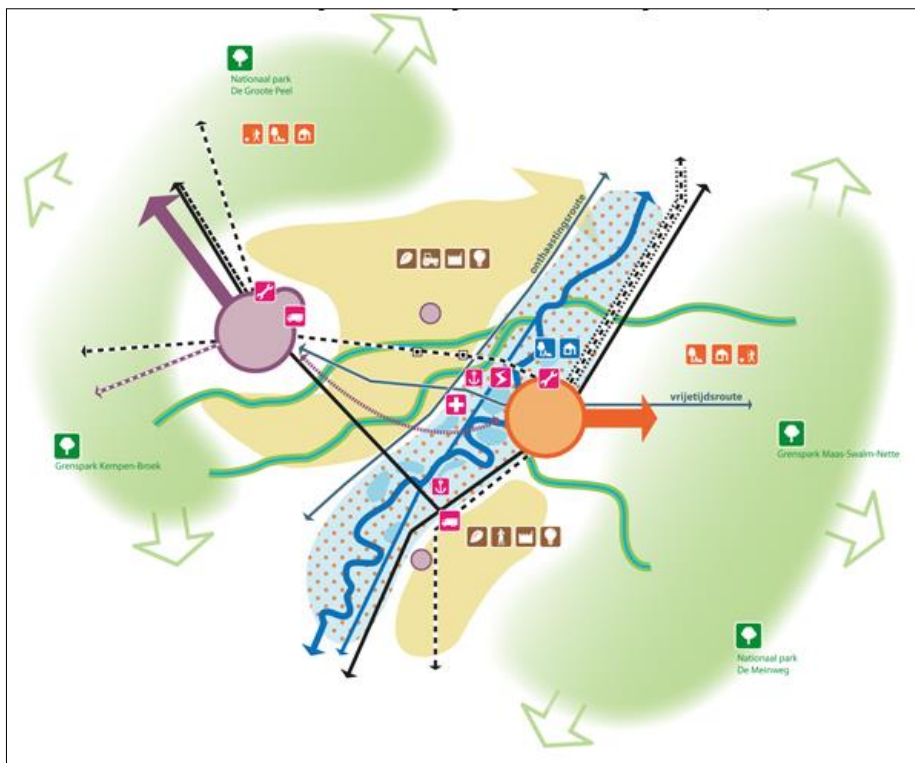 Nationaal park
De Groote Peel
onthaastingsroute
vrijetijdsroute
Grenspark Kempen-Broek
Grenspark Maas-Swalm-Nette
Nationaal park
De Meinweg